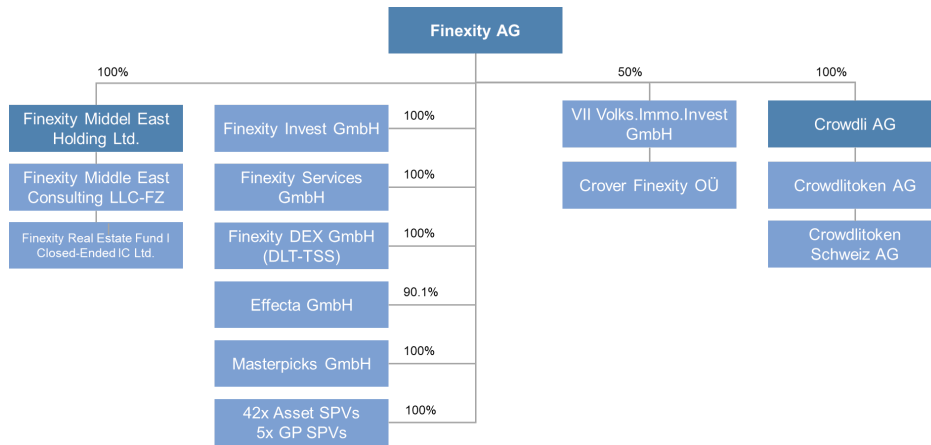 Finexity AG
100%
50%
100%
Finexity Middel East
Holding Ltd.
Finexity Middle East
Consulting LLC-FZ
Finexity Real Estate Fund I
Closed-Ended IC Ltd.
Finexity Invest GmbH
100%
Finexity Services
GmbH
100%
Finexity DEX GmbH
(DLT-TSS)
100%
Effecta GmbH
90.1%
Masterpicks GmbH
100%
42x Asset SPVs
5x GP SPVs
100%
VII Volks.Immo.Invest
GmbH
Crover Finexity OÜ
Crowdli AG
Crowdlitoken AG
Crowdlitoken
Schweiz AG